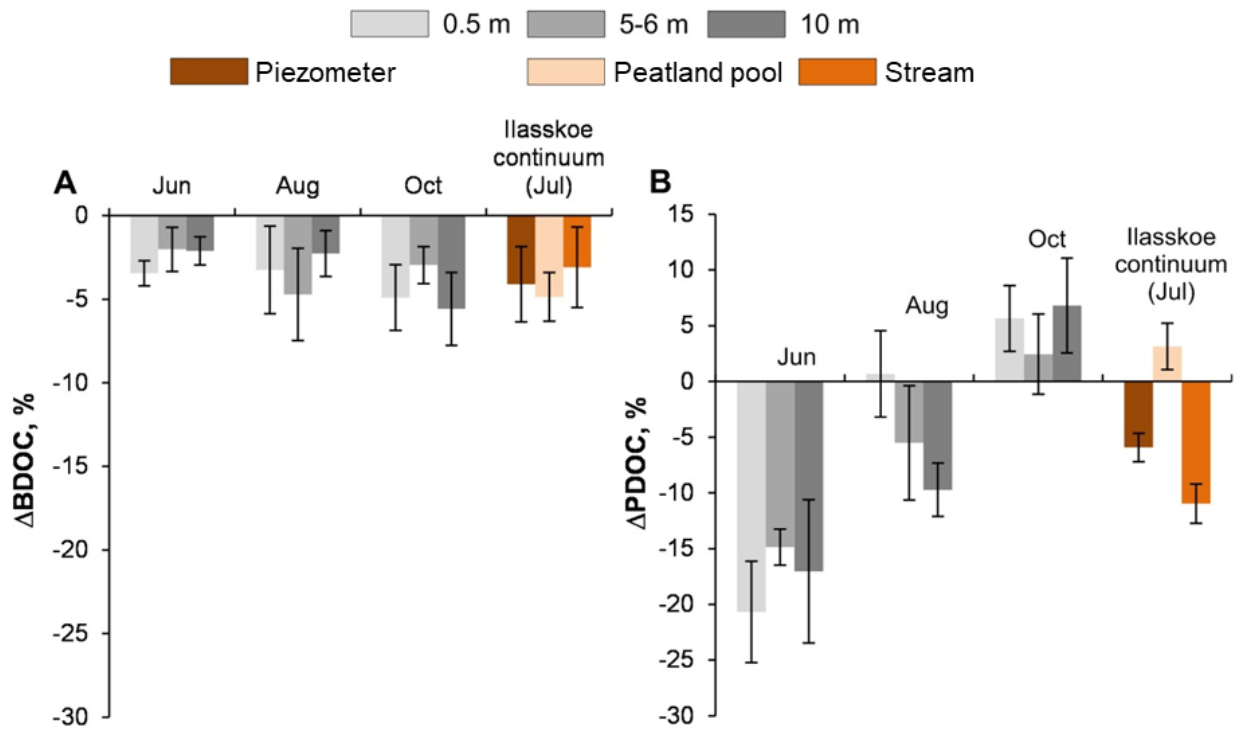 0.5 m 5-6 m 10 m
Piezometer Peatland pool Stream
A
Jun
Aug
Oct
Ilasskoe
continuum
(Jul)
ΔBDOC, %
0
-5
-10
-15
-20
-25
-30
B
Jun
Aug
Oct
Ilasskoe
continuum
(Jul)
ΔPDOC, %
15
10
5
0
-5
-10
-15
-20
-25
-30